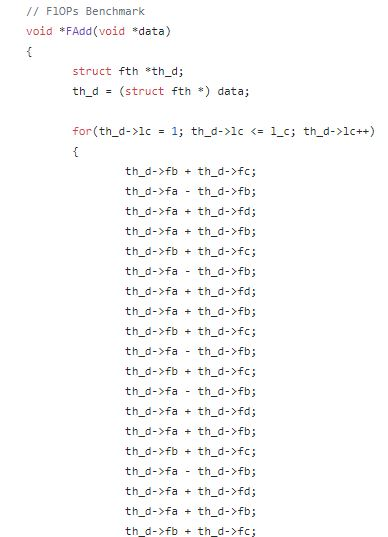 // FlOPs Benchmark
void *FAdd(void *data)
{
struct fth *th_d;
th_d = (struct fth *) data;
for(th_d->lc = 1; th_d->lc <= l_c; th_d->lc++)
{
th_d->fb + th_d->fc;
th_d->fa - th_d->fb;
th_d->fa + th_d->fd;
th_d->fa + th_d->fb;
th_d->fb + th_d->fc;
th_d->fa - th_d->fb;
th_d->fa + th_d->fd;
th_d->fa + th_d->fb;
th_d->fb + th_d->fc;
th_d->fa - th_d->fb;
th_d->fb + th_d->fc;
th_d->fa - th_d->fb;
th_d->fa + th_d->fd;
th_d->fa + th_d->fb;
th_d->fb + th_d->fc;
th_d->fa - th_d->fb;
th_d->fa + th_d->fd;
th_d->fa + th_d->fb;
th_d->fb + th_d->fc;